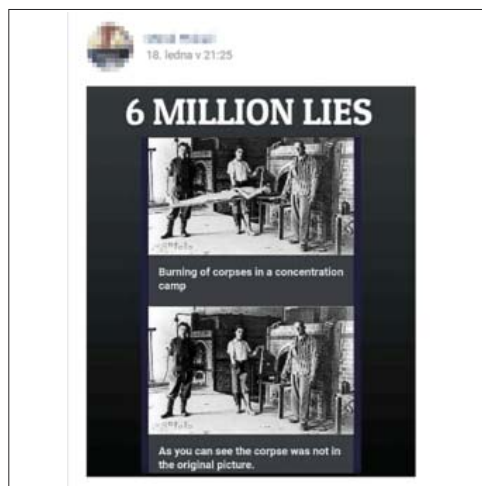 18. ledna v 21:25
6 MILLION LIES
Burning of corpses in a concentration
camp
As you can see the corpse was not in
the original picture.